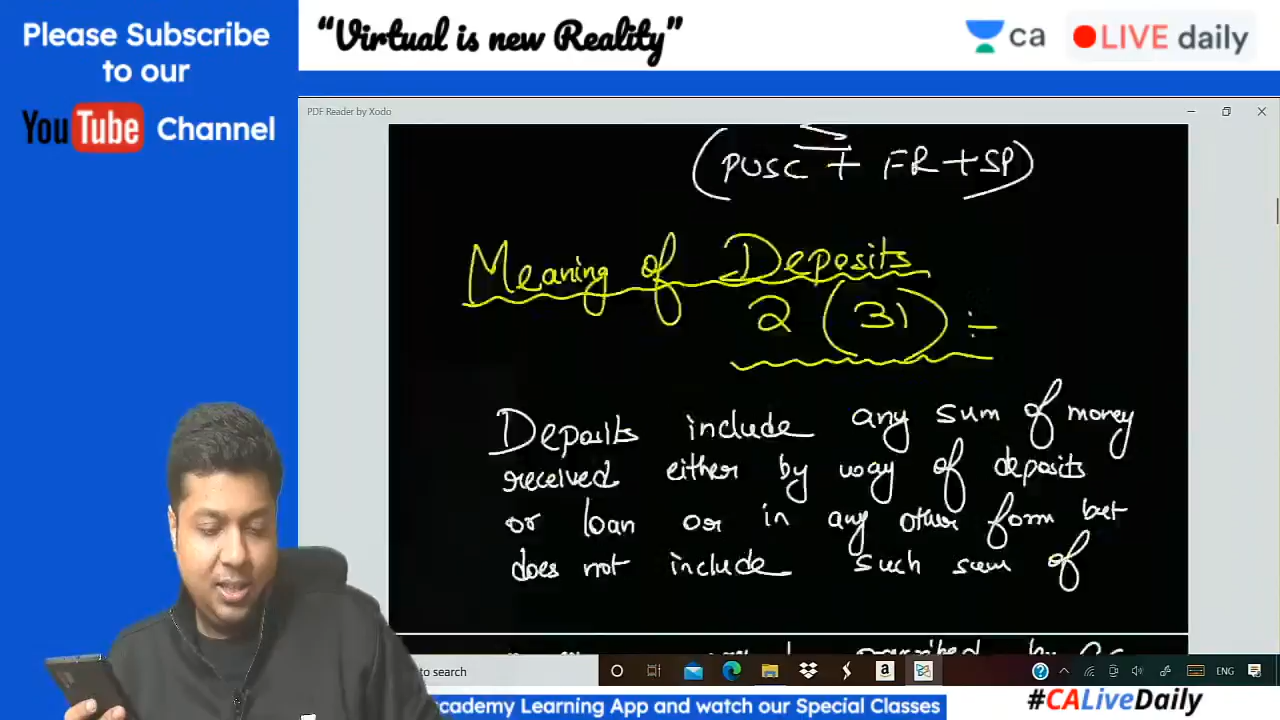 Please Subscribe
to our
YouTube Channel
“Virtual is new Reality”
ca
LIVE daily
PDF Reader by Xodo
(PUSC + FR + SP)
Meaning of Deposits
2 (31) :-
Deposits include any sum of money
received either by way of deposits
or loan or in any other form but
does not include such sum of
prescribed by
to search
ENG
cademy Learning App and watch our Special Classes
#CALiveDaily